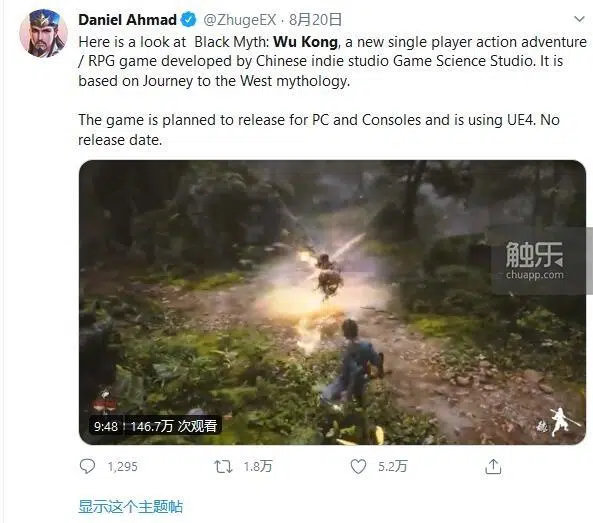 Daniel Ahmad @ZhugeEX · 8月20日
Here is a look at Black Myth: Wu Kong, a new single player action adventure
/ RPG game developed by Chinese indie studio Game Science Studio. It is
based on Journey to the West mythology.
The game is planned to release for PC and Consoles and is using UE4. No
release date.
触乐
chuapp.com
9:48 146.7万 次观看
1,295 1.8万 5.2万
显示这个主题帖